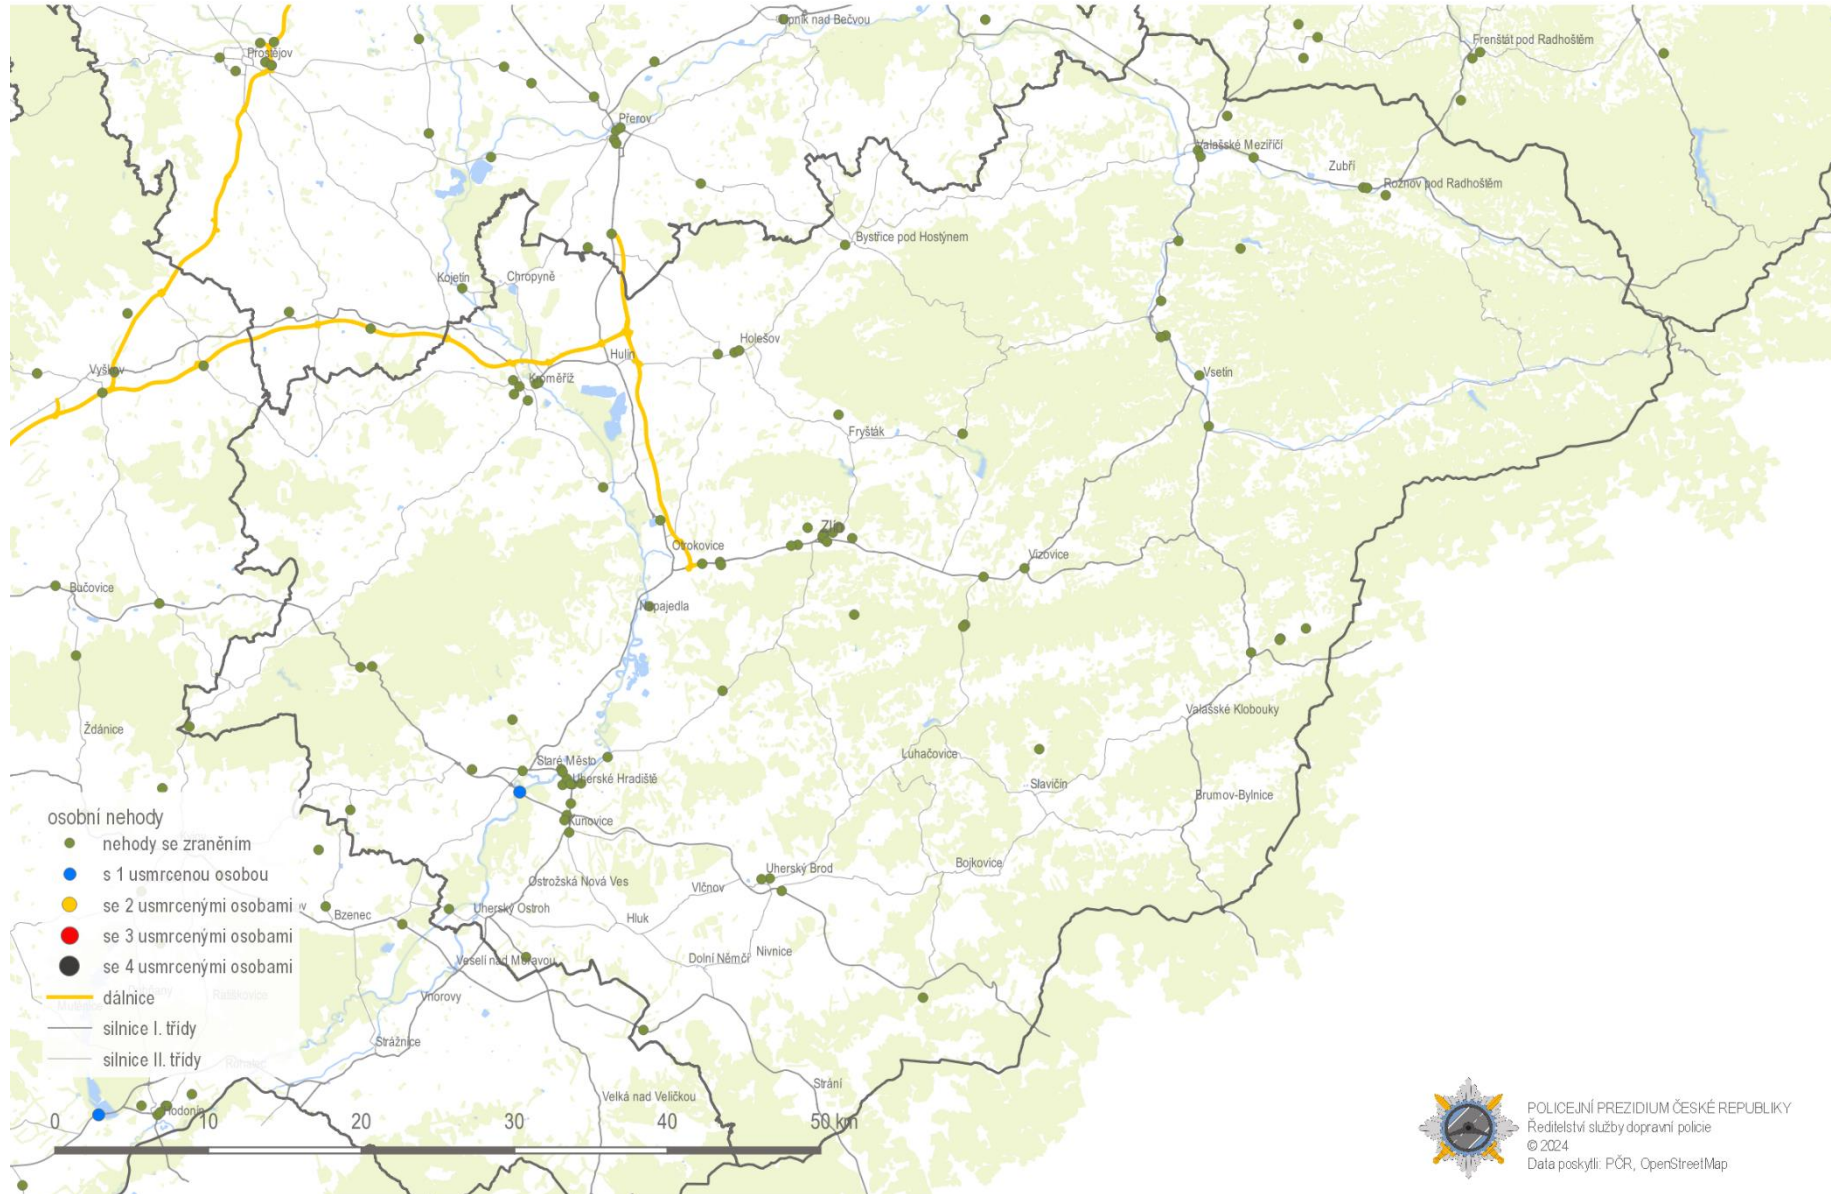 Lipník nad Bečvou
Frenštát pod Radhoštěm
Prostějov
Přerov
Valašské Meziříčí
Zubří
Rožnov pod Radhoštěm
Bystřice pod Hostýnem
Kojetín
Chropyně
Holešov
Hulín
Vyškov
Kroměříž
Vsetín
Fryšták
Zlín
Otrokovice
Vizovice
Bučovice
Napajedla
Ždánice
Valašské Klobouky
Luhačovice
Staré Město
Uherské Hradiště
Slavičín
Brumov-Bylnice
Kunovice
Uherský Brod
Bojkovice
Ostrožská Nová Ves
Vlčnov
Bzenec
Uherský Ostroh
Hluk
Nivnice
Dolní Němčí
Veselí nad Moravou
Vnorovy
Strážnice
Strání
Velká nad Veličkou
Hodonín
Ratíškovice
Rohatec
osobní nehody
nehody se zraněním
s 1 usmrcenou osobou
se 2 usmrcenými osobami
se 3 usmrcenými osobami
se 4 usmrcenými osobami
dálnice
silnice I. třídy
silnice II. třídy
0 10 20 30 40 50 km
POLICEJNÍ PREZIDIUM ČESKÉ REPUBLIKY
Ředitelství služby dopravní policie
© 2024
Data poskytli: PČR, OpenStreetMap